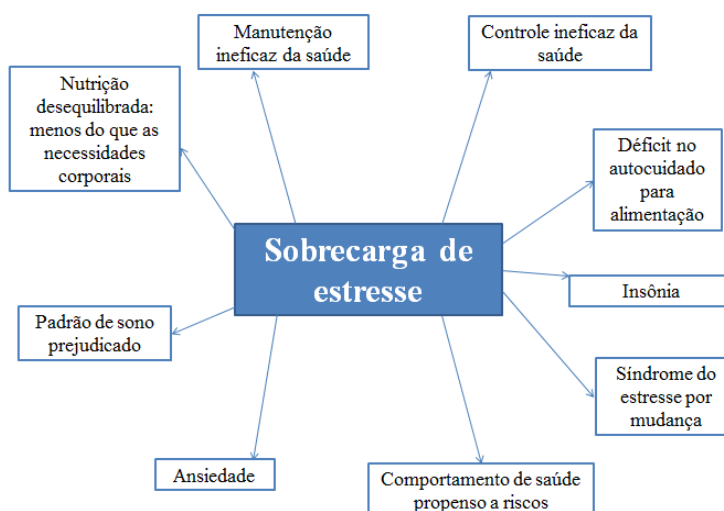 Manutenção
ineficaz da saúde
Controle ineficaz da
saúde
Nutrição
desequilibrada:
menos do que as
necessidades
corporais
Déficit no
autocuidado
para
alimentação
Sobrecarga de
estresse
Insônia
Padrão de sono
prejudicado
Síndrome do
estresse por
mudança
Ansiedade
Comportamento de saúde
propenso a riscos